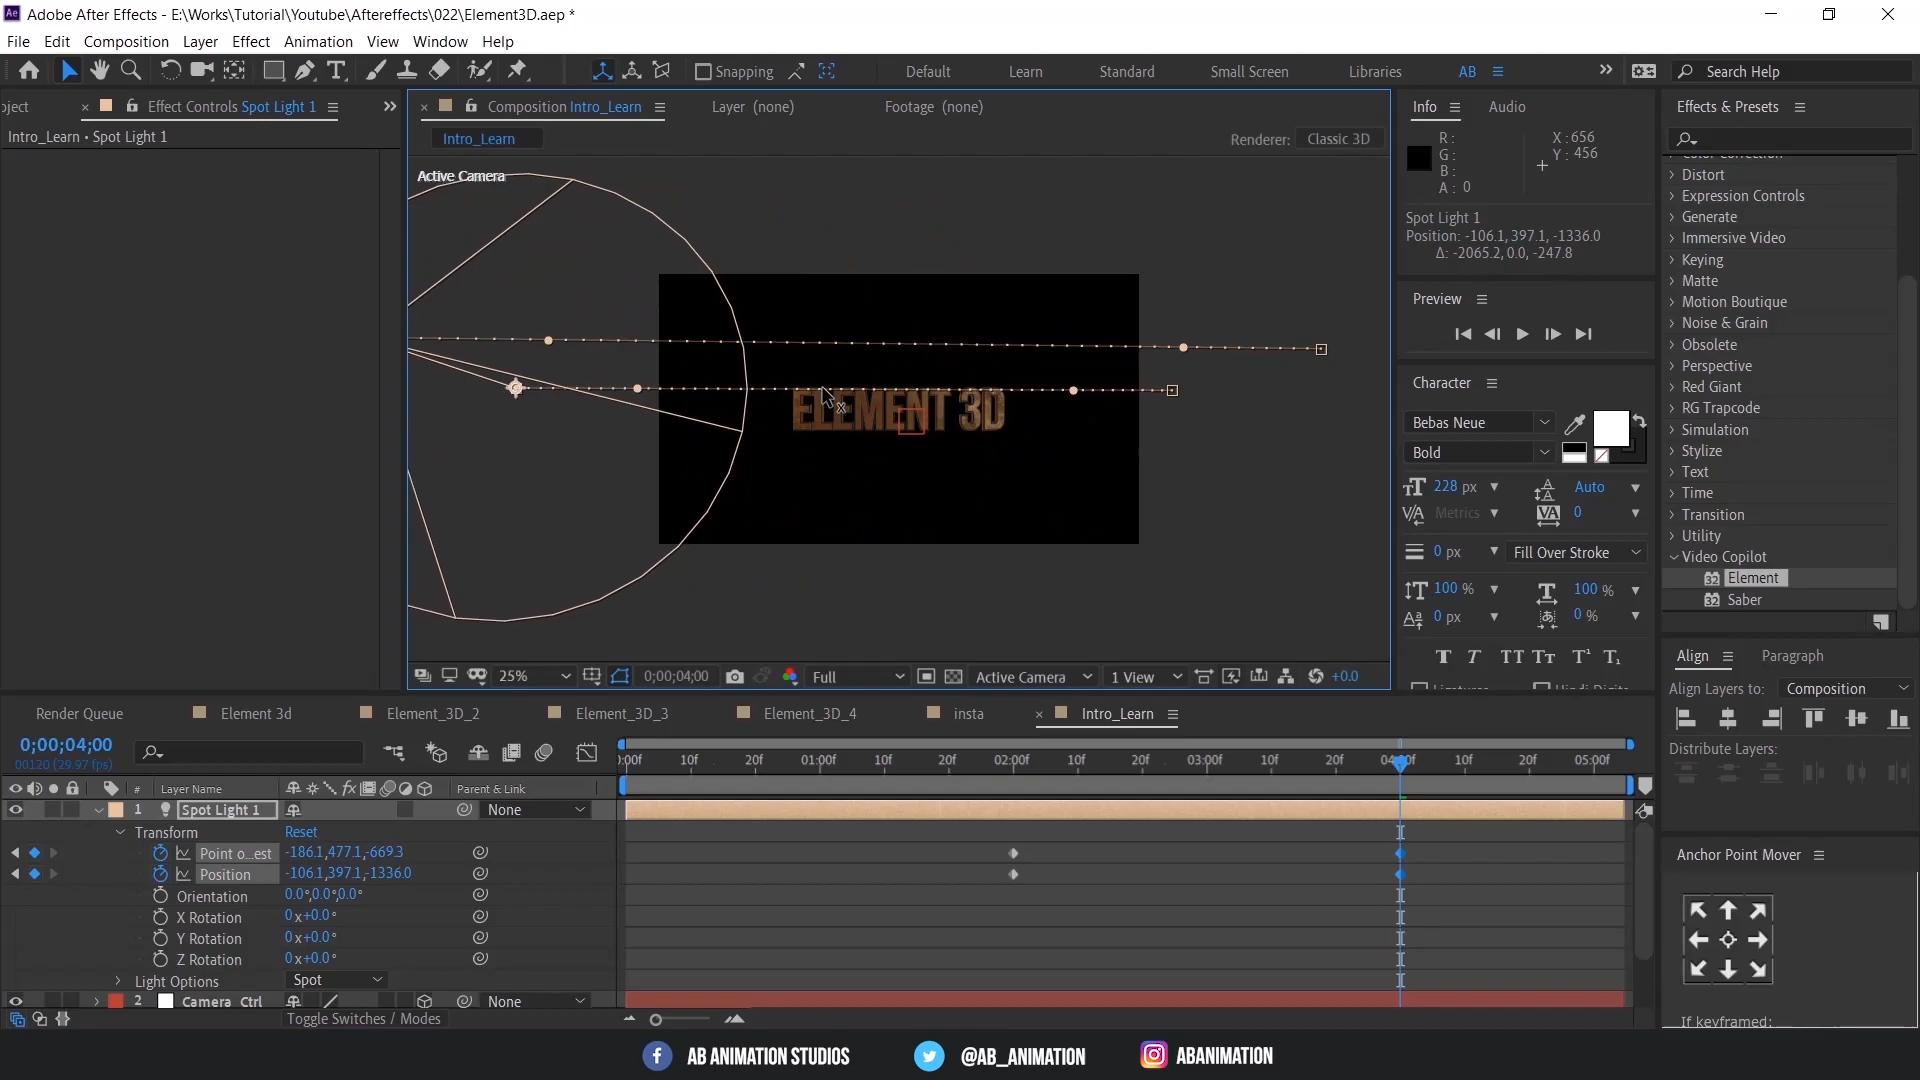 Adobe After Effects - E:\Works\Tutorial\Youtube\Aftereffects\022\Element3D.aep *
File Edit Composition Layer Effect Animation View Window Help
Snapping Default Learn Standard Small Screen Libraries AB Search Help
oject Effect Controls Spot Light 1 Composition Intro_Learn Layer (none) Footage (none) Info Audio Effects & Presets
Intro_Learn • Spot Light 1 Intro_Learn Renderer: Classic 3D
R :
G :
B :
A : 0
X : 656
Y : 456
Active Camera
Spot Light 1
Position: -106.1, 397.1, -1336.0
Δ: -2065.2, 0.0, -247.8
Preview
Character
Bebas Neue
Bold
228 px Auto
Metrics 0
0 px Fill Over Stroke
100 % 100 %
0 px 0 %
T T TT Tт T¹ T₁
ELEMENT 3D
Color Correction
Distort
Expression Controls
Generate
Immersive Video
Keying
Matte
Motion Boutique
Noise & Grain
Obsolete
Perspective
Red Giant
RG Trapcode
Simulation
Stylize
Text
Time
Transition
Utility
Video Copilot
32 Element
32 Saber
25% 0;00;04;00 Full Active Camera 1 View +0.0
Align Paragraph
Align Layers to: Composition
Distribute Layers:
Anchor Point Mover
If keyframed:
Render Queue Element 3d Element_3D_2 Element_3D_3 Element_3D_4 insta Intro_Learn
0;00;04;00
00120 (29.97 fps)
):00f 10f 20f 01:00f 10f 20f 02:00f 10f 20f 03:00f 10f 20f 04:00f 10f 20f 05:00f
# Layer Name Parent & Link
1 Spot Light 1 None
Transform Reset
Point o...est -186.1,477.1,-669.3
Position -106.1,397.1,-1336.0
Orientation 0.0°,0.0°,0.0°
X Rotation 0x+0.0°
Y Rotation 0x+0.0°
Z Rotation 0x+0.0°
Light Options Spot
2 Camera Ctrl None
Toggle Switches / Modes
AB ANIMATION STUDIOS @AB_ANIMATION ABANIMATION